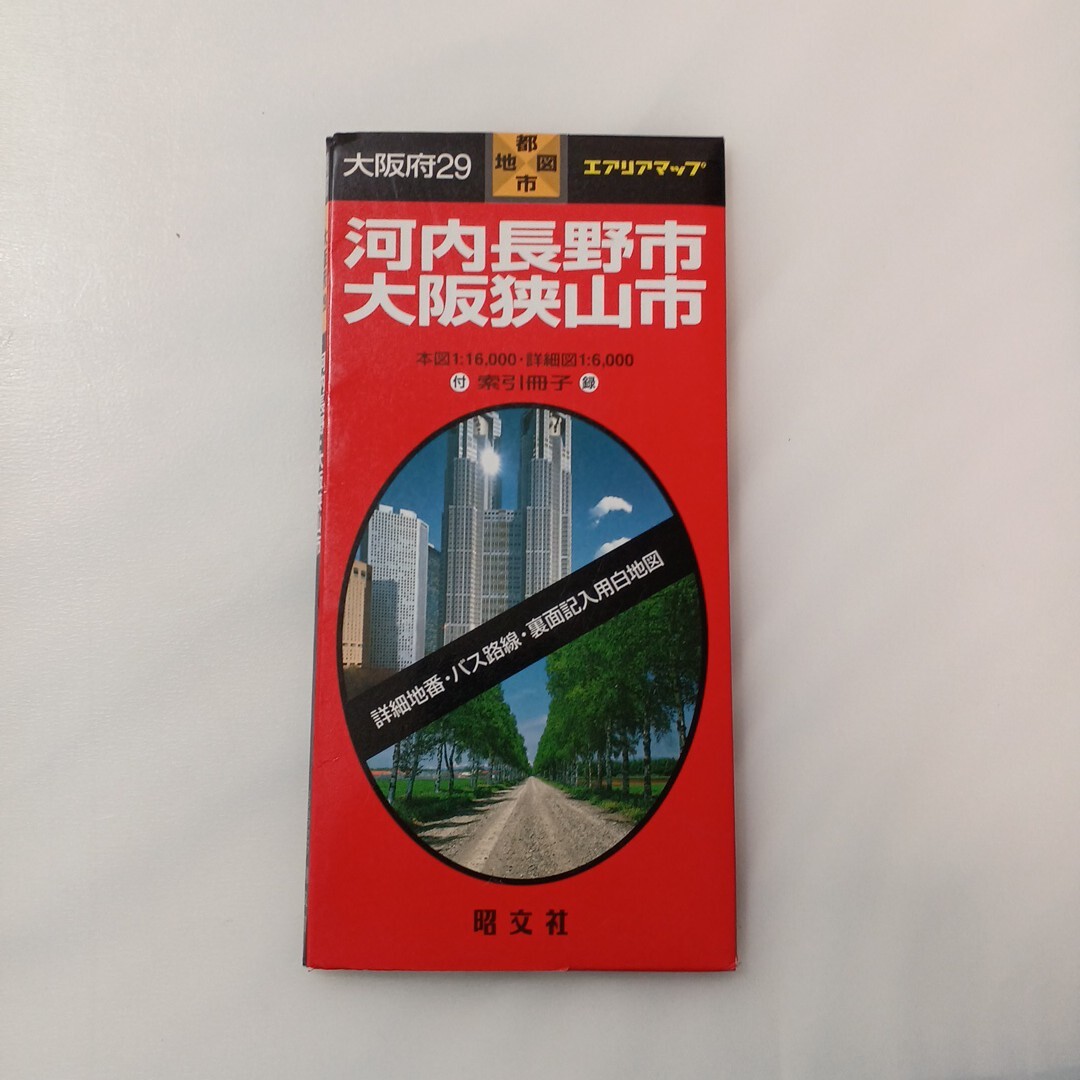 大阪府29
都市地図
エアリアマップ
河内長野市
大阪狭山市
本図1:16,000・詳細図1:6,000
付 索引冊子 録
詳細地番・バス路線・裏面記入用白地図
昭文社